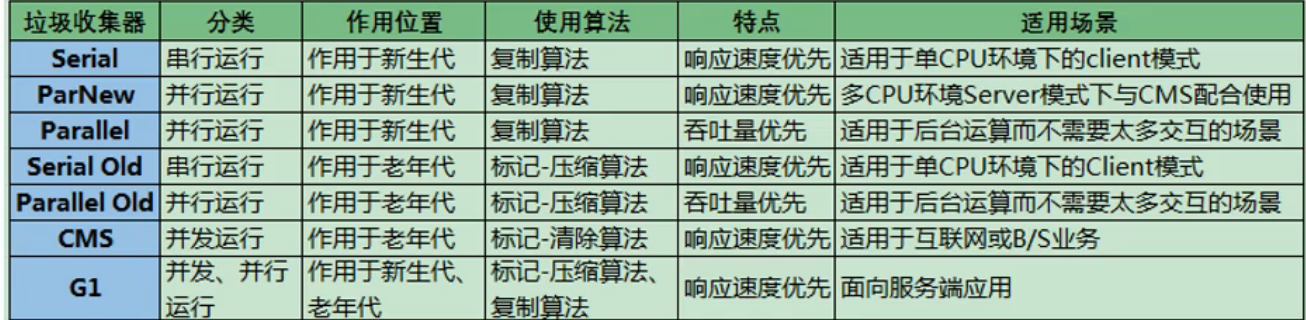 垃圾收集器 分类 作用位置 使用算法 特点 适用场景
Serial 串行运行 作用于新生代 复制算法 响应速度优先 适用于单CPU环境下的client模式
ParNew 并行运行 作用于新生代 复制算法 响应速度优先 多CPU环境Server模式下与CMS配合使用
Parallel 并行运行 作用于新生代 复制算法 吞吐量优先 适用于后台运算而不需要太多交互的场景
Serial Old 串行运行 作用于老年代 标记-压缩算法 响应速度优先 适用于单CPU环境下的Client模式
Parallel Old 并行运行 作用于老年代 标记-压缩算法 吞吐量优先 适用于后台运算而不需要太多交互的场景
CMS 并发运行 作用于老年代 标记-清除算法 响应速度优先 适用于互联网或B/S业务
G1 并发、并行 作用于新生代、 标记-压缩算法、 响应速度优先 面向服务端应用
运行 老年代 复制算法